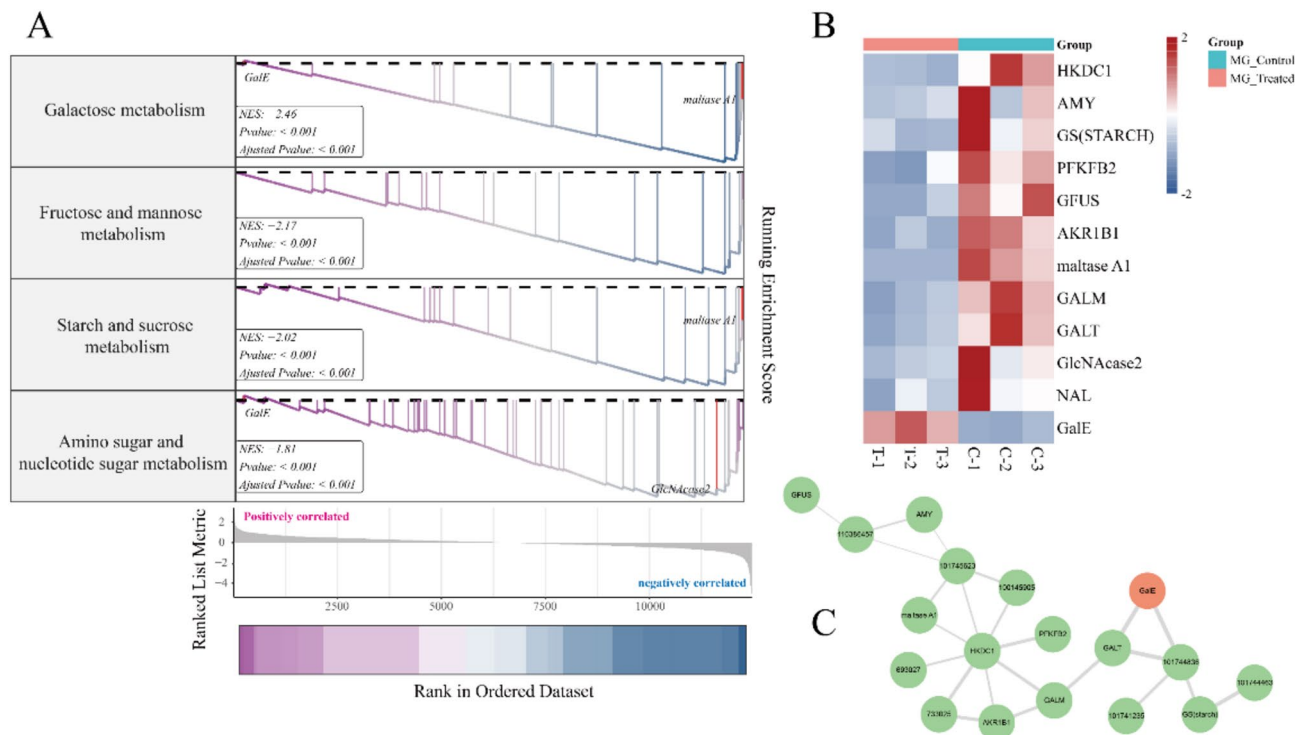 A
Galactose metabolism
GalE
maltase A1
NES: −2.46
Pvalue: < 0.001
Ajusted Pvalue: < 0.001
Fructose and mannose
metabolism
NES: −2.17
Pvalue: < 0.001
Ajusted Pvalue: < 0.001
Starch and sucrose
metabolism
maltase A1
NES: −2.02
Pvalue: < 0.001
Ajusted Pvalue: < 0.001
Amino sugar and
nucleotide sugar metabolism
GalE
NES: −1.81
Pvalue: < 0.001
Ajusted Pvalue: < 0.001
GlcNAcase2
Running Enrichment Score
Ranked List Metric
2
0
−2
−4
Positively correlated
negatively correlated
2500
5000
7500
10000
Rank in Ordered Dataset
B
Group
HKDC1
AMY
GS(STARCH)
PFKFB2
GFUS
AKR1B1
maltase A1
GALM
GALT
GlcNAcase2
NAL
GalE
T-1
T-2
T-3
C-1
C-2
C-3
2
-2
Group
MG_Control
MG_Treated
C
GFUS
AMY
maltase A1
HKDC1
PFKFB2
AKR1B1
GALM
GALT
GalE
GS(starch)
101741235
101744463